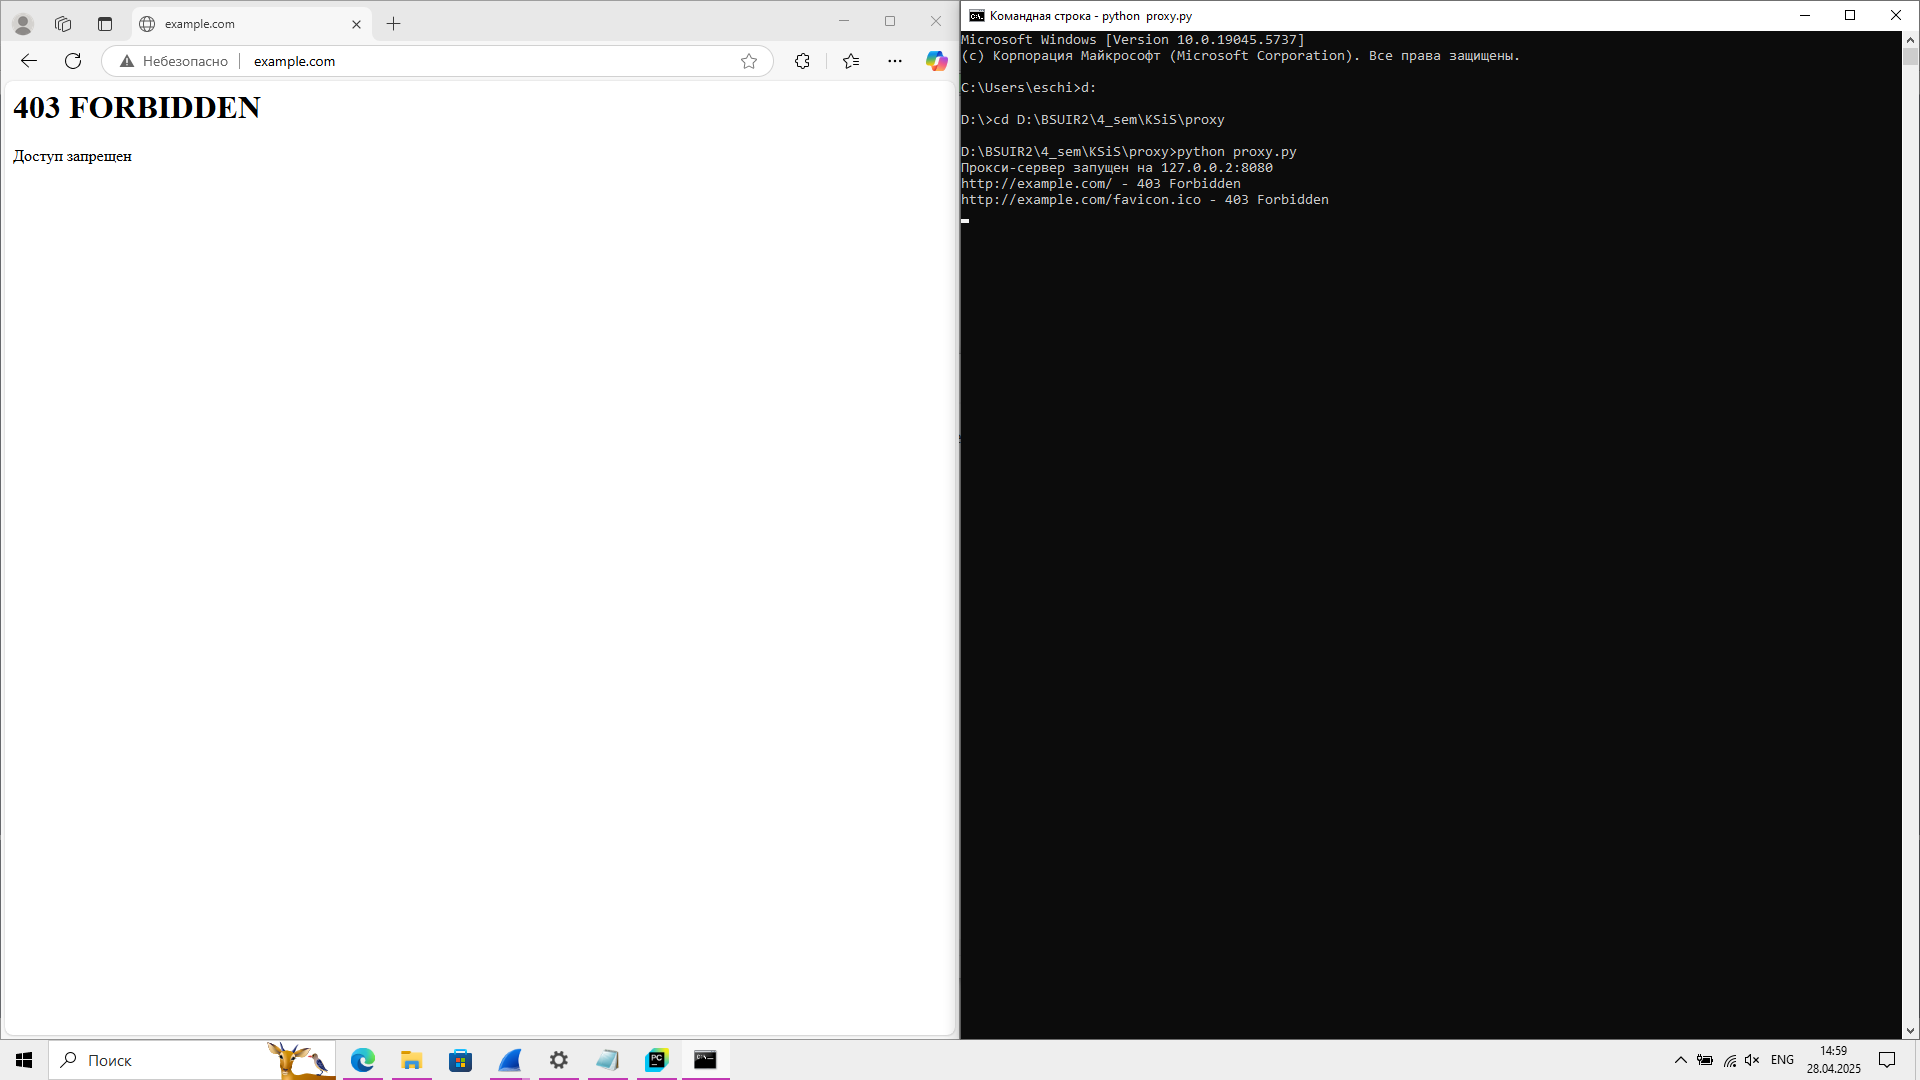 example.com
Небезопасно
example.com
403 FORBIDDEN
Доступ запрещен
Командная строка - python  proxy.py
Microsoft Windows [Version 10.0.19045.5737]
(c) Корпорация Майкрософт (Microsoft Corporation). Все права защищены.
C:\Users\eschi>d:
D:\>cd D:\BSUIR2\4_sem\KSiS\proxy
D:\BSUIR2\4_sem\KSiS\proxy>python proxy.py
Прокси-сервер запущен на 127.0.0.2:8080
http://example.com/ - 403 Forbidden
http://example.com/favicon.ico - 403 Forbidden
Поиск
PC
ENG
14:59
28.04.2025